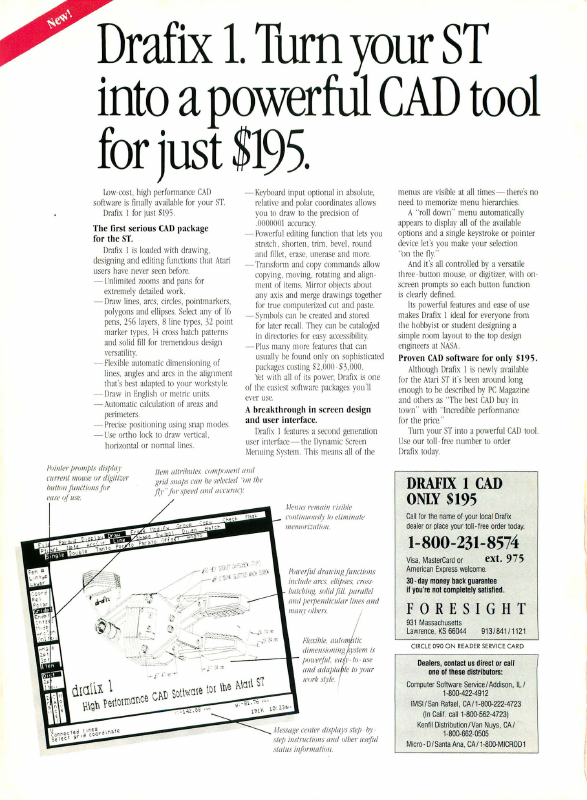 New!
Drafix 1. Turn your ST
into a powerful CAD tool
for just $195.
Low-cost, high performance CAD
software is finally available for your ST.
Drafix 1 for just $195.
The first serious CAD package
for the ST.
Drafix 1 is loaded with drawing,
designing and editing functions that Atari
users have never seen before.
— Unlimited zooms and pans for
extremely detailed work.
— Draw lines, arcs, circles, pointmarkers,
polygons and ellipses. Select any of 16
pens, 256 layers, 8 line types, 32 point
marker types, 14 cross hatch patterns
and solid fill for tremendous design
versatility.
— Flexible automatic dimensioning of
lines, angles and arcs in the alignment
that's best adapted to your workstyle.
— Draw in English or metric units.
— Automatic calculation of areas and
perimeters.
— Precise positioning using snap modes.
— Use ortho lock to draw vertical,
horizontal or normal lines.
— Keyboard input optional in absolute,
relative and polar coordinates allows
you to draw to the precision of
.0000001 accuracy.
— Powerful editing function that lets you
stretch, shorten, trim, bevel, round
and fillet, erase, unerase and more.
— Transform and copy commands allow
copying, moving, rotating and align-
ment of items. Mirror objects about
any axis and merge drawings together
for true computerized cut and paste.
— Symbols can be created and stored
for later recall. They can be cataloged
in directories for easy accessibility.
— Plus many more features that can
usually be found only on sophisticated
packages costing $2,000-$3,000.
Yet with all of its power, Drafix is one
of the easiest software packages you'll
ever use.
A breakthrough in screen design
and user interface.
Drafix 1 features a second generation
user interface—the Dynamic Screen
Menuing System. This means all of the
menus are visible at all times—there's no
need to memorize menu hierarchies.
A "roll down" menu automatically
appears to display all of the available
options and a single keystroke or pointer
device let's you make your selection
"on the fly."
And it's all controlled by a versatile
three-button mouse, or digitizer, with on-
screen prompts so each button function
is clearly defined.
Its powerful features and ease of use
makes Drafix 1 ideal for everyone from
the hobbyist or student designing a
simple room layout to the top design
engineers at NASA.
Proven CAD software for only $195.
Although Drafix 1 is newly available
for the Atari ST it's been around long
enough to be described by PC Magazine
and others as "The best CAD buy in
town" with "Incredible performance
for the price."
Turn your ST into a powerful CAD tool.
Use our toll-free number to order
Drafix today.
Pointer prompts display
current mouse or digitizer
button functions for
ease of use.
Item attributes, component and
grid snaps can be selected "on the
fly" for speed and accuracy.
Menus remain visible
continuously to eliminate
memorization.
Powerful drawing functions
include arcs, ellipses, cross-
hatching, solid fill, parallel
and perpendicular lines and
many others.
Flexible, automatic
dimensioning system is
powerful, easy-to-use
and adaptable to your
work style.
Message center displays step-by-
step instructions and other useful
status information.
drafix 1
High Performance CAD Software for the Atari ST
Connected lines
Select grid coordinate
DRAFIX 1 CAD
ONLY $195
Call for the name of your local Drafix
dealer or place your toll-free order today.
1-800-231-8574
ext. 975
Visa, MasterCard or
American Express welcome.
30-day money back guarantee
if you're not completely satisfied.
FORESIGHT
931 Massachusetts
Lawrence, KS 66044 913/841/1121
CIRCLE 090 ON READER SERVICE CARD
Dealers, contact us direct or call
one of these distributors:
Computer Software Service/Addison, IL/
1-800-422-4912
IMSI/San Rafael, CA/1-800-222-4723
(In Calif. call 1-800-562-4723)
Kenfil Distribution/Van Nuys, CA/
1-800-662-0505
Micro-D/Santa Ana, CA/1-800-MICROD1